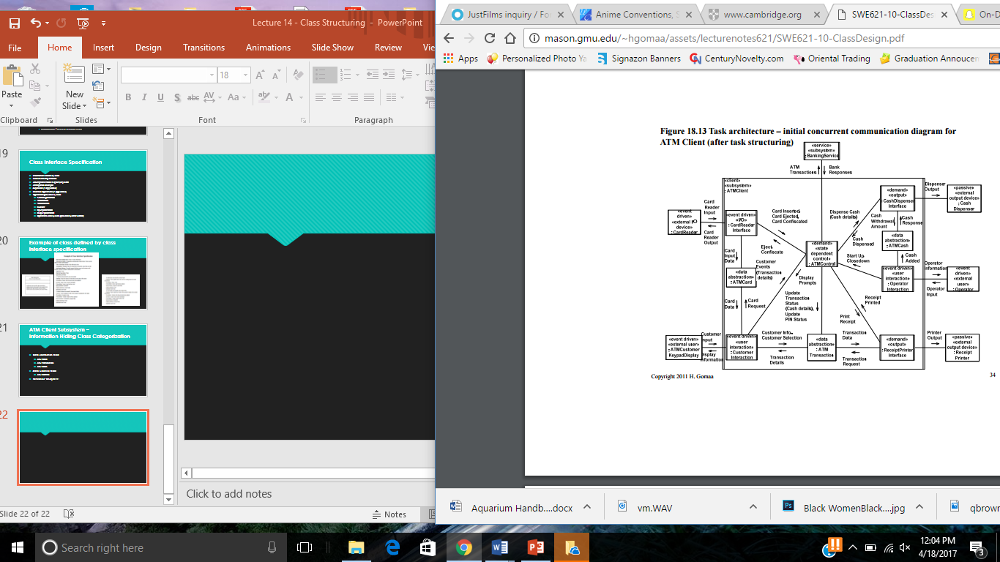 Lecture 14 - Class Structuring - PowerPoint
File
Home
Insert
Design
Transitions
Animations
Slide Show
Review
Paste
New
Slide
18
B I U S abc AV Aa
A
Clipboard
Slides
Font
Paragraph
19
Class Interface Specification
20
Example of class defined by class
interface specification
21
ATM Client Subsystem –
Information Hiding Class Categorization
22
Click to add notes
Slide 22 of 22
Notes
JustFilms inquiry / Fo
Anime Conventions, S
www.cambridge.org
SWE621-10-ClassDes
On-D
mason.gmu.edu/~hgomaa/assets/lecturenotes621/SWE621-10-ClassDesign.pdf
Apps
Personalized Photo Ya
Signazon Banners
CenturyNovelty.com
Oriental Trading
Graduation Annoucen
Figure 18.13 Task architecture – initial concurrent communication diagram for
ATM Client (after task structuring)
«service»
«subsystem»
: BankingService
ATM
Transactions
Bank
Responses
«client»
«subsystem»
: ATMClient
Dispenser
Output
«demand»
«output»
: CashDispenser
Interface
«passive»
«external
output device»
: Cash
Dispenser
Card
Reader
Input
«event
driven»
«external I/O
device»
: CardReader
Card
Reader
Output
«event driven»
«I/O»
: CardReader
Interface
Card Inserted,
Card Ejected,
Card Confiscated
Dispense Cash
(Cash details)
Cash
Withdrawal
Amount
Cash
Response
Eject,
Confiscate
Cash
Dispensed
«data
abstraction»
: ATMCash
Card
Input
Data
Customer
Events
(Transaction
details)
«demand»
«state
dependent
control»
: ATMControl
Start Up,
Closedown
Cash
Added
Operator
Information
«data
abstraction»
: ATMCard
Display
Prompts
«event driven»
«user
interaction»
: Operator
Interaction
«event
driven»
«external
user»
: Operator
Operator
Input
Card
Data
Card
Request
Update
Transaction
Status
(Cash details),
Update
PIN Status
Receipt
Printed
Print
Receipt
Customer
Input
«event driven»
«external user»
: ATMCustomer
KeypadDisplay
Display
Information
«event driven»
«user
interaction»
: Customer
Interaction
Customer Info,
Customer Selection
Transaction
Details
«data
abstraction»
: ATM
Transaction
Transaction
Data
Transaction
Request
«demand»
«output»
: ReceiptPrinter
Interface
Printer
Output
«passive»
«external
output device»
: Receipt
Printer
Copyright 2011 H. Gomaa
34
Aquarium Handb....docx
vm.WAV
Black WomenBlack....jpg
qbrown
Search right here
12:04 PM
4/18/2017
3